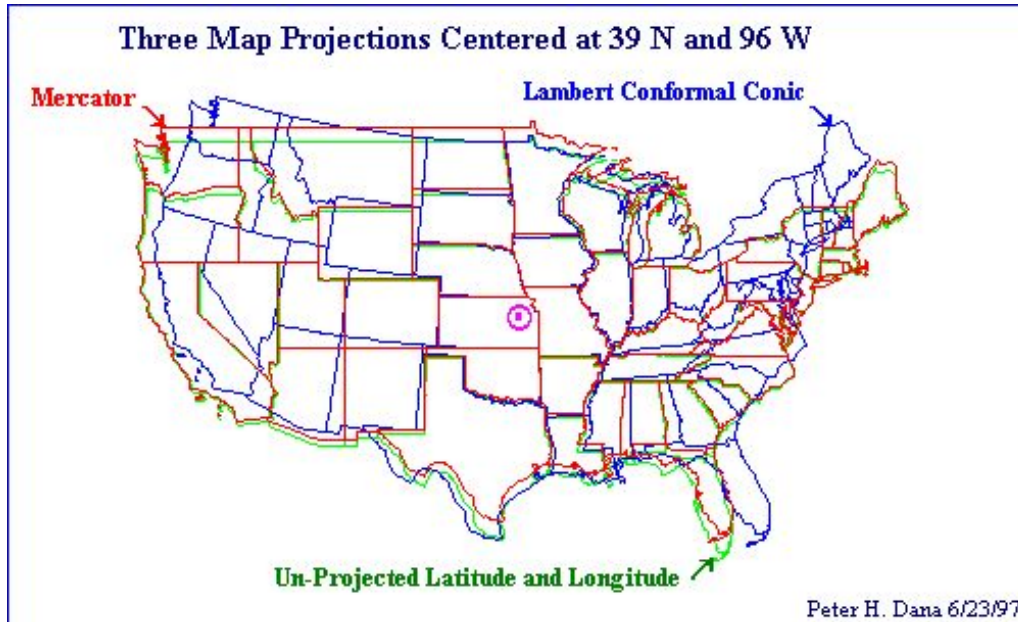 Three Map Projections Centered at 39 N and 96 W
Mercator
Lambert Conformal Conic
Un-Projected Latitude and Longitude
Peter H. Dana 6/23/97